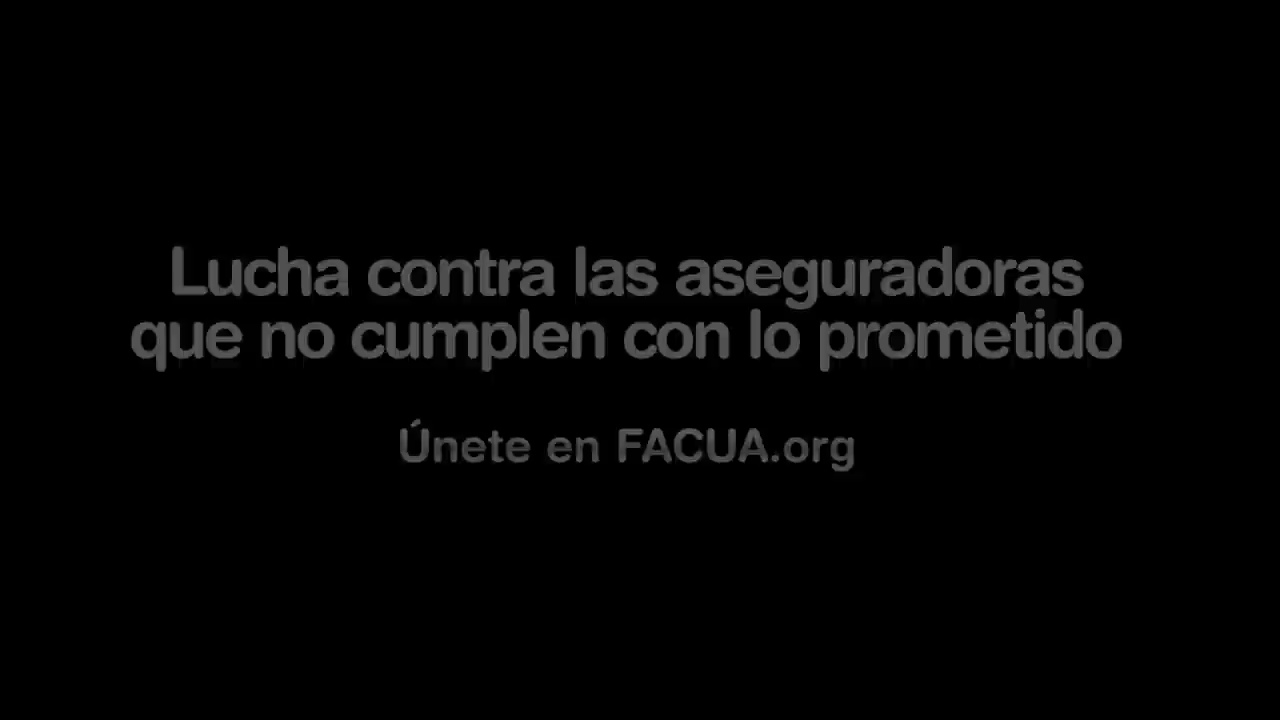 Lucha contra las aseguradoras
que no cumplen con lo prometido
Únete en FACUA.org